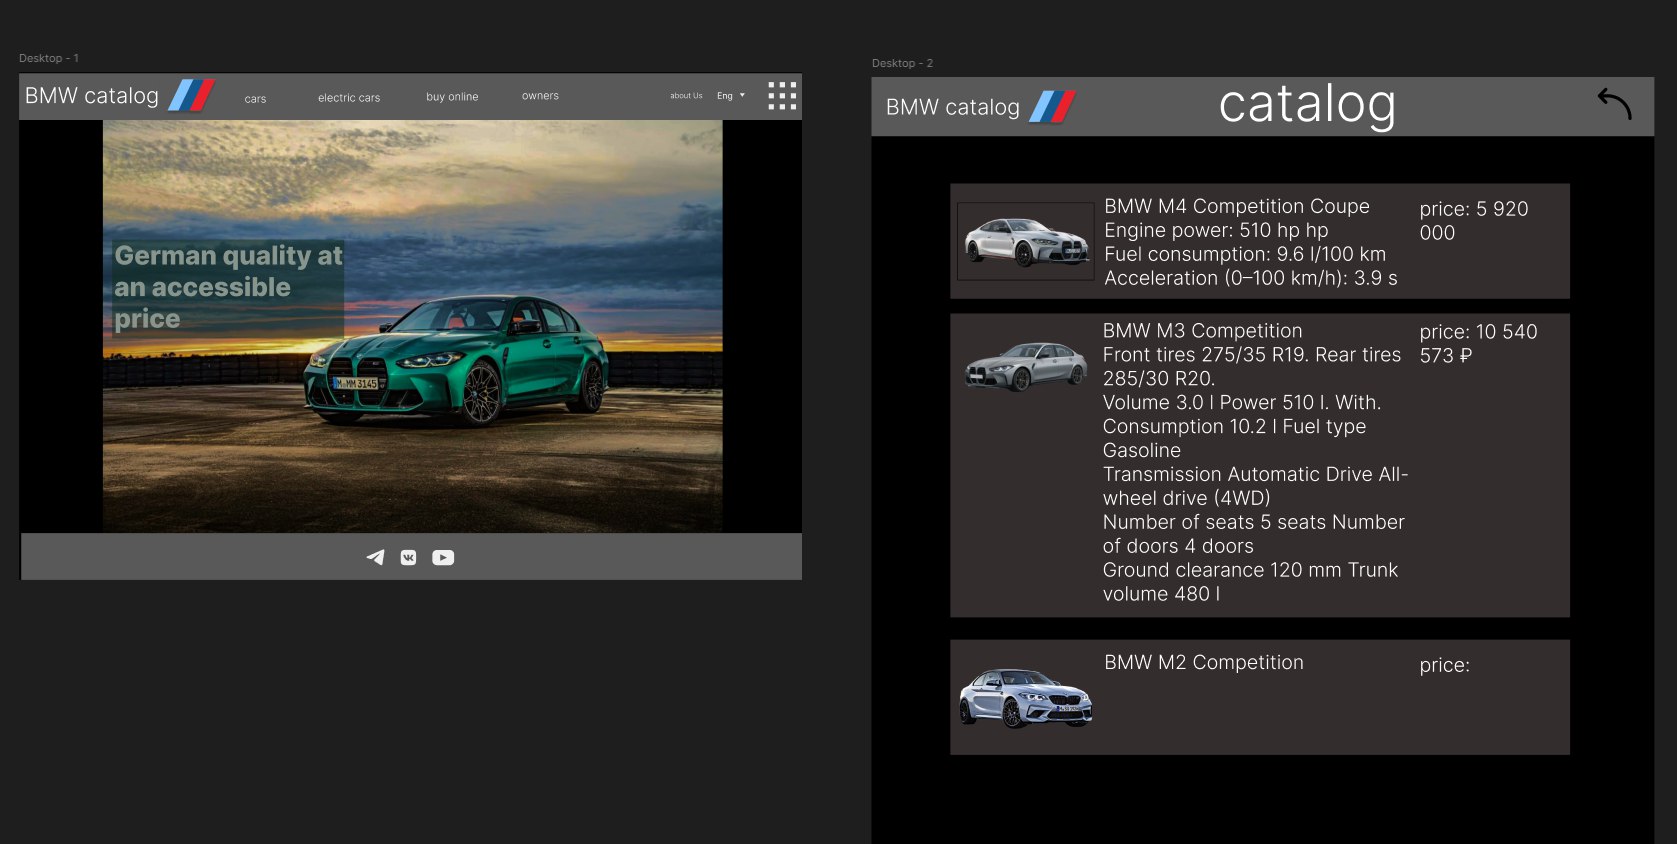 Desktop - 1
BMW catalog
cars
electric cars
buy online
owners
about Us
Eng
German quality at
an accessible
price
M MM 3145
Desktop - 2
BMW catalog
catalog
BMW M4 Competition Coupe
Engine power: 510 hp hp
Fuel consumption: 9.6 l/100 km
Acceleration (0–100 km/h): 3.9 s
price: 5 920
000
BMW M3 Competition
Front tires 275/35 R19. Rear tires
285/30 R20.
Volume 3.0 l Power 510 l. With.
Consumption 10.2 l Fuel type
Gasoline
Transmission Automatic Drive All-
wheel drive (4WD)
Number of seats 5 seats Number
of doors 4 doors
Ground clearance 120 mm Trunk
volume 480 l
price: 10 540
573 ₽
BMW M2 Competition
price: